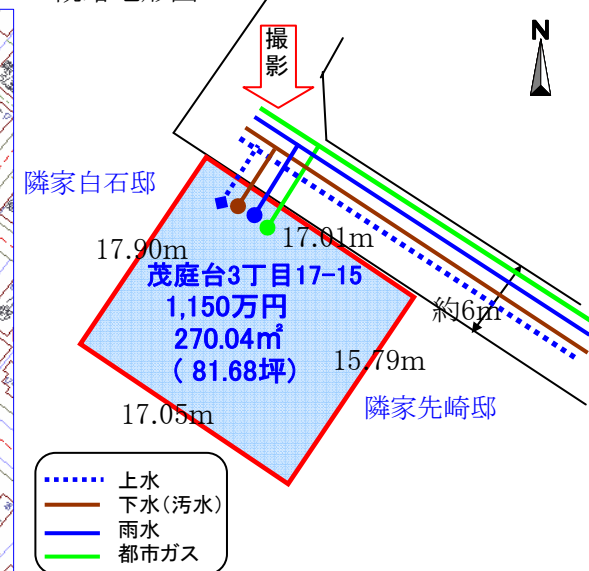 撮影
N
隣家白石邸
17.90m
17.01m
茂庭台3丁目17-15
1,150万円
270.04㎡
( 81.68坪)
約6m
15.79m
17.05m
隣家先崎邸
上水
下水(汚水)
雨水
都市ガス